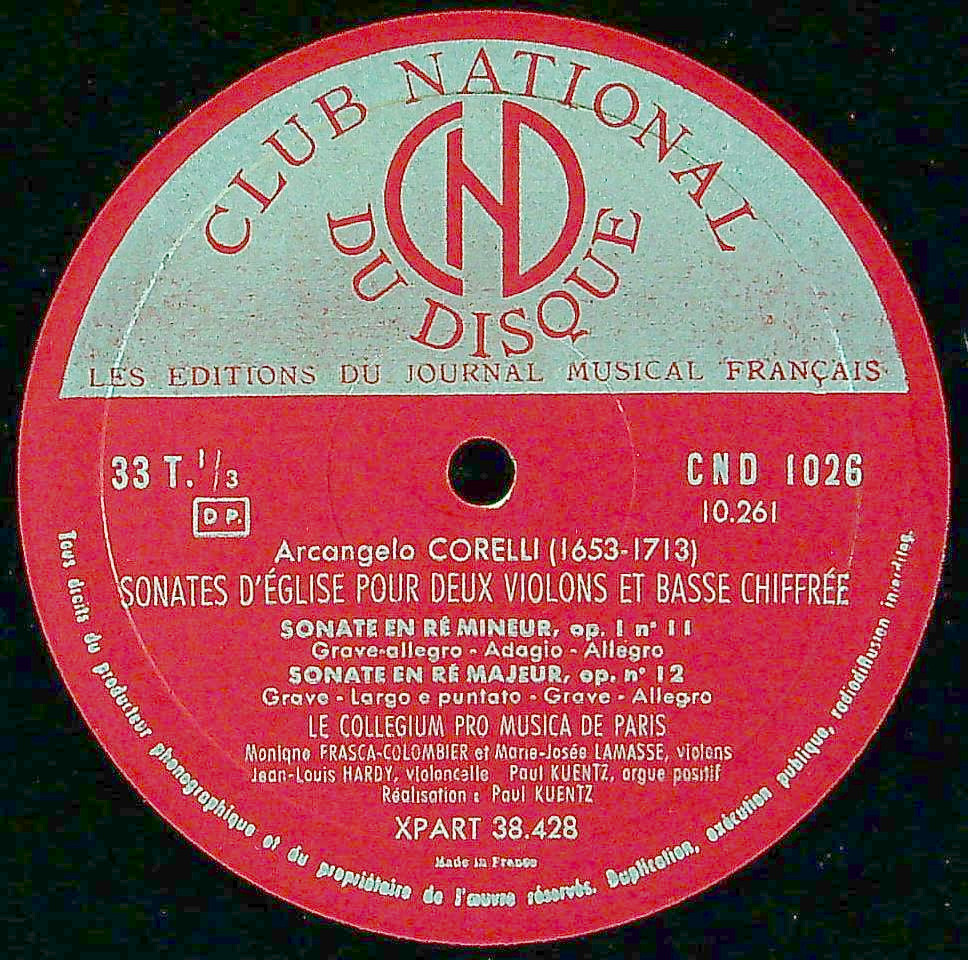 CLUB NATIONAL
DU DISQUE
CND
LES EDITIONS DU JOURNAL MUSICAL FRANÇAIS
33 T. 1/3
CND 1026
D P.
10.261
Arcangelo CORELLI (1653-1713)
SONATES D'ÉGLISE POUR DEUX VIOLONS ET BASSE CHIFFRÉE
SONATE EN RÉ MINEUR, op. 1 n° 11
Grave-allegro - Adagio - Allegro
SONATE EN RÉ MAJEUR, op. n° 12
Grave - Largo e puntato - Grave - Allegro
LE COLLEGIUM PRO MUSICA DE PARIS
Monique FRASCA-COLOMBIER et Marie-Josée LAMASSE, violons
Jean-Louis HARDY, violoncelle Paul KUENTZ, orgue positif
Réalisation : Paul KUENTZ
XPART 38.428
Made in France
Tous droits du producteur phonographique et du propriétaire de l'œuvre réservés. Duplication, exécution publique, radiodiffusion interdites.